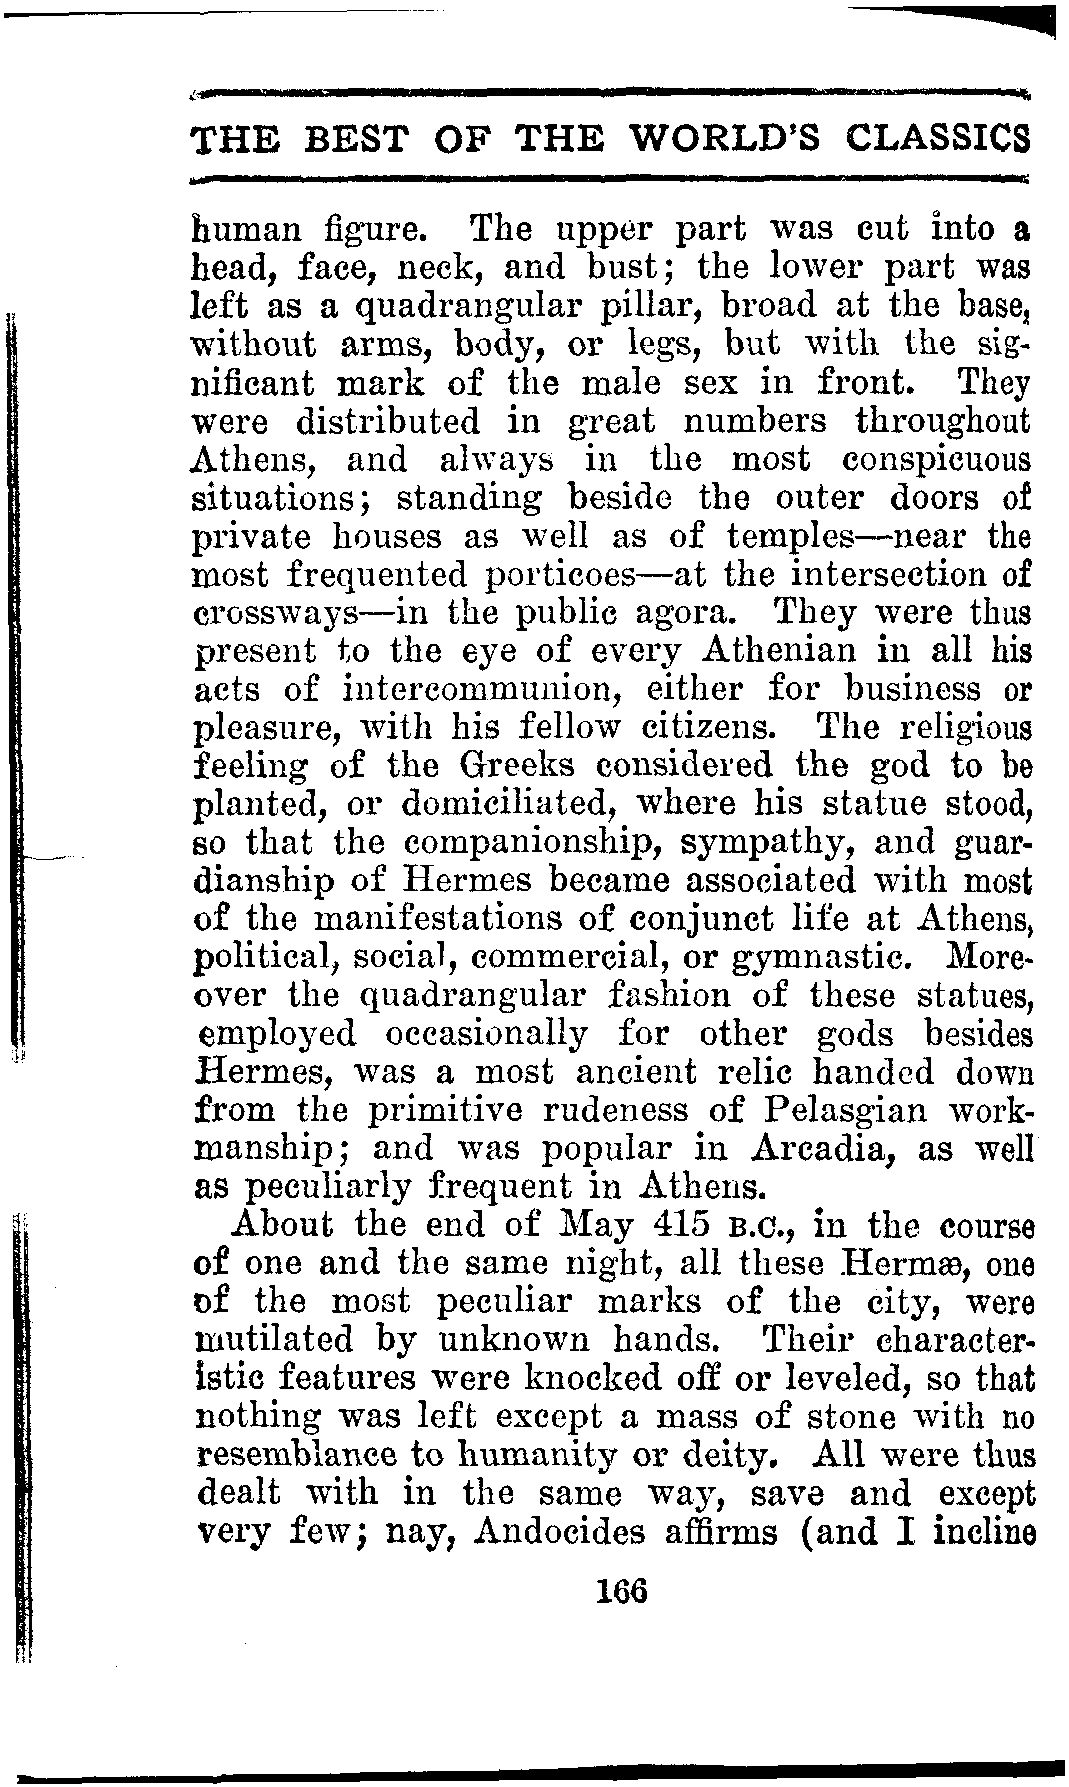 THE BEST OF THE WORLD'S CLASSICS
human figure. The upper part was cut into a
head, face, neck, and bust; the lower part was
left as a quadrangular pillar, broad at the base,
without arms, body, or legs, but with the sig-
nificant mark of the male sex in front. They
were distributed in great numbers throughout
Athens, and always in the most conspicuous
situations; standing beside the outer doors of
private houses as well as of temples—near the
most frequented porticoes—at the intersection of
crossways—in the public agora. They were thus
present to the eye of every Athenian in all his
acts of intercommunion, either for business or
pleasure, with his fellow citizens. The religious
feeling of the Greeks considered the god to be
planted, or domiciliated, where his statue stood,
so that the companionship, sympathy, and guar-
dianship of Hermes became associated with most
of the manifestations of conjunct life at Athens,
political, social, commercial, or gymnastic. More-
over the quadrangular fashion of these statues,
employed occasionally for other gods besides
Hermes, was a most ancient relic handed down
from the primitive rudeness of Pelasgian work-
manship; and was popular in Arcadia, as well
as peculiarly frequent in Athens.
About the end of May 415 B.C., in the course
of one and the same night, all these Hermæ, one
of the most peculiar marks of the city, were
mutilated by unknown hands. Their character-
istic features were knocked off or leveled, so that
nothing was left except a mass of stone with no
resemblance to humanity or deity. All were thus
dealt with in the same way, save and except
very few; nay, Andocides affirms (and I incline
166